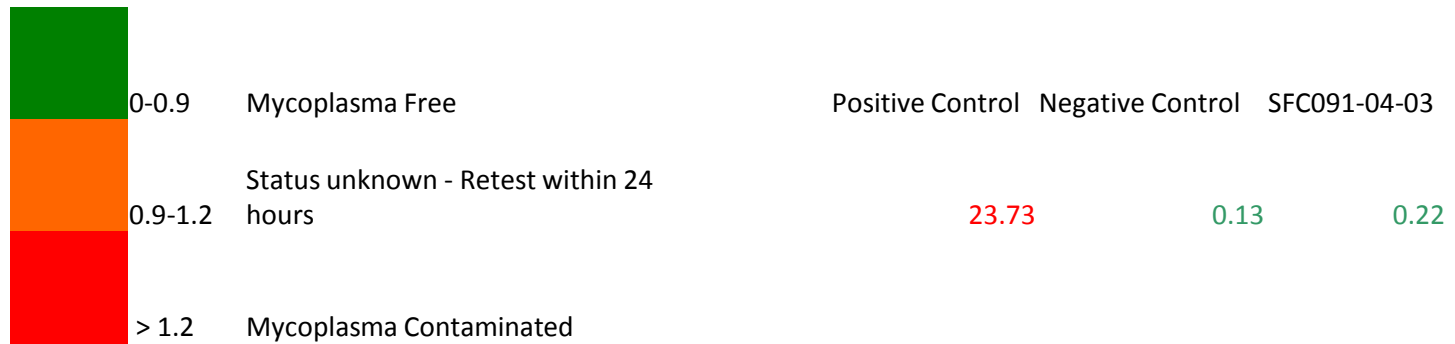 0-0.9 Mycoplasma Free Positive Control Negative Control SFC091-04-03
Status unknown - Retest within 24
0.9-1.2 hours 23.73 0.13 0.22
> 1.2 Mycoplasma Contaminated